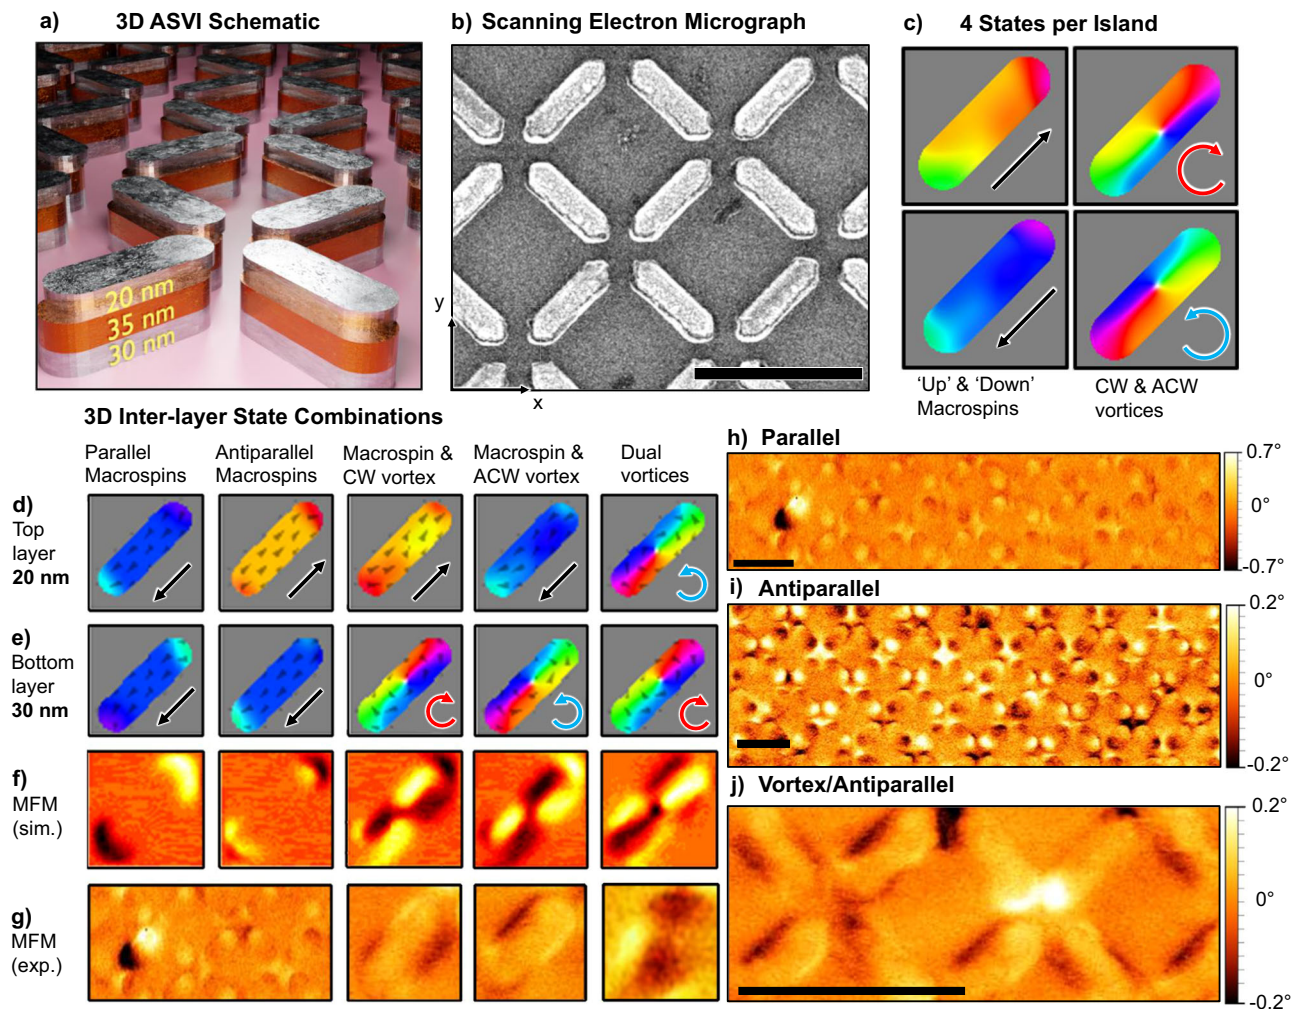 a) 3D ASVI Schematic
20 nm
35 nm
30 nm
b) Scanning Electron Micrograph
y
x
c) 4 States per Island
‘Up’ & ‘Down’
Macrospins
CW & ACW
vortices
3D Inter-layer State Combinations
Parallel
Macrospins
Antiparallel
Macrospins
Macrospin &
CW vortex
Macrospin &
ACW vortex
Dual
vortices
d)
Top
layer
20 nm
e)
Bottom
layer
30 nm
f)
MFM
(sim.)
g)
MFM
(exp.)
h) Parallel
0.7°
0°
-0.7°
i) Antiparallel
0.2°
0°
-0.2°
j) Vortex/Antiparallel
0.2°
0°
-0.2°